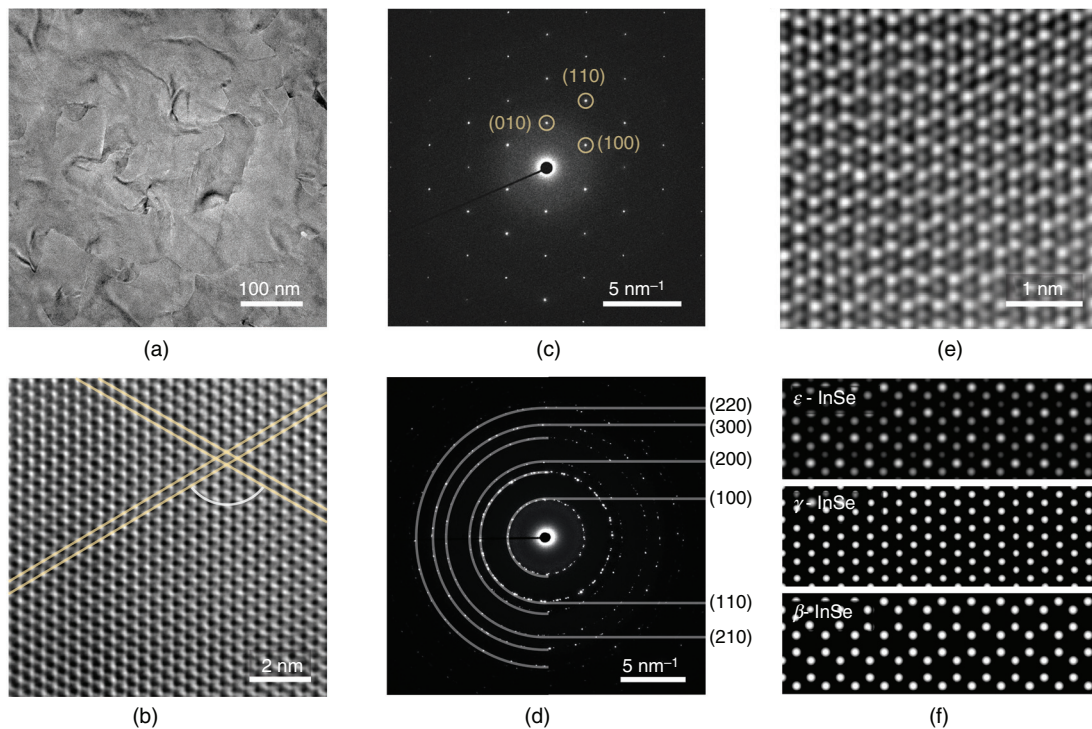 100 nm
(a)
2 nm
(b)
(110)
(010)
(100)
5 nm⁻¹
(c)
(220)
(300)
(200)
(100)
(110)
(210)
5 nm⁻¹
(d)
1 nm
(e)
ε - InSe
γ - InSe
β- InSe
(f)